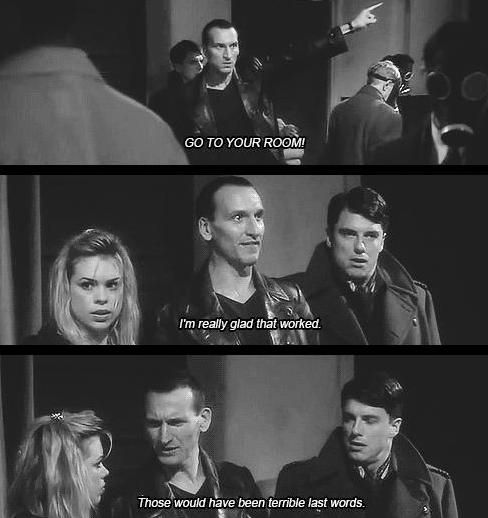 GO TO YOUR ROOM!
I'm really glad that worked.
Those would have been terrible last words.